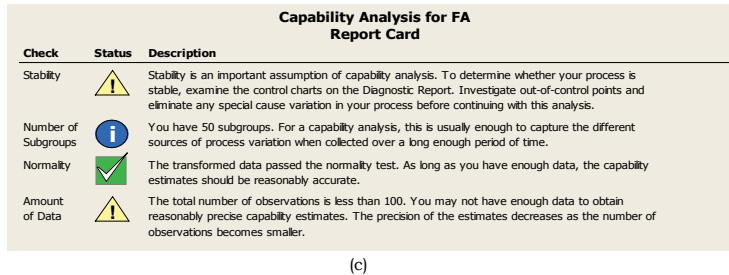 Capability Analysis for FA
Report Card
Check Status Description
Stability Stability is an important assumption of capability analysis. To determine whether your process is
stable, examine the control charts on the Diagnostic Report. Investigate out-of-control points and
eliminate any special cause variation in your process before continuing with this analysis.
Number of You have 50 subgroups. For a capability analysis, this is usually enough to capture the different
Subgroups sources of process variation when collected over a long enough period of time.
Normality The transformed data passed the normality test. As long as you have enough data, the capability
estimates should be reasonably accurate.
Amount The total number of observations is less than 100. You may not have enough data to obtain
of Data reasonably precise capability estimates. The precision of the estimates decreases as the number of
observations becomes smaller.
(c)